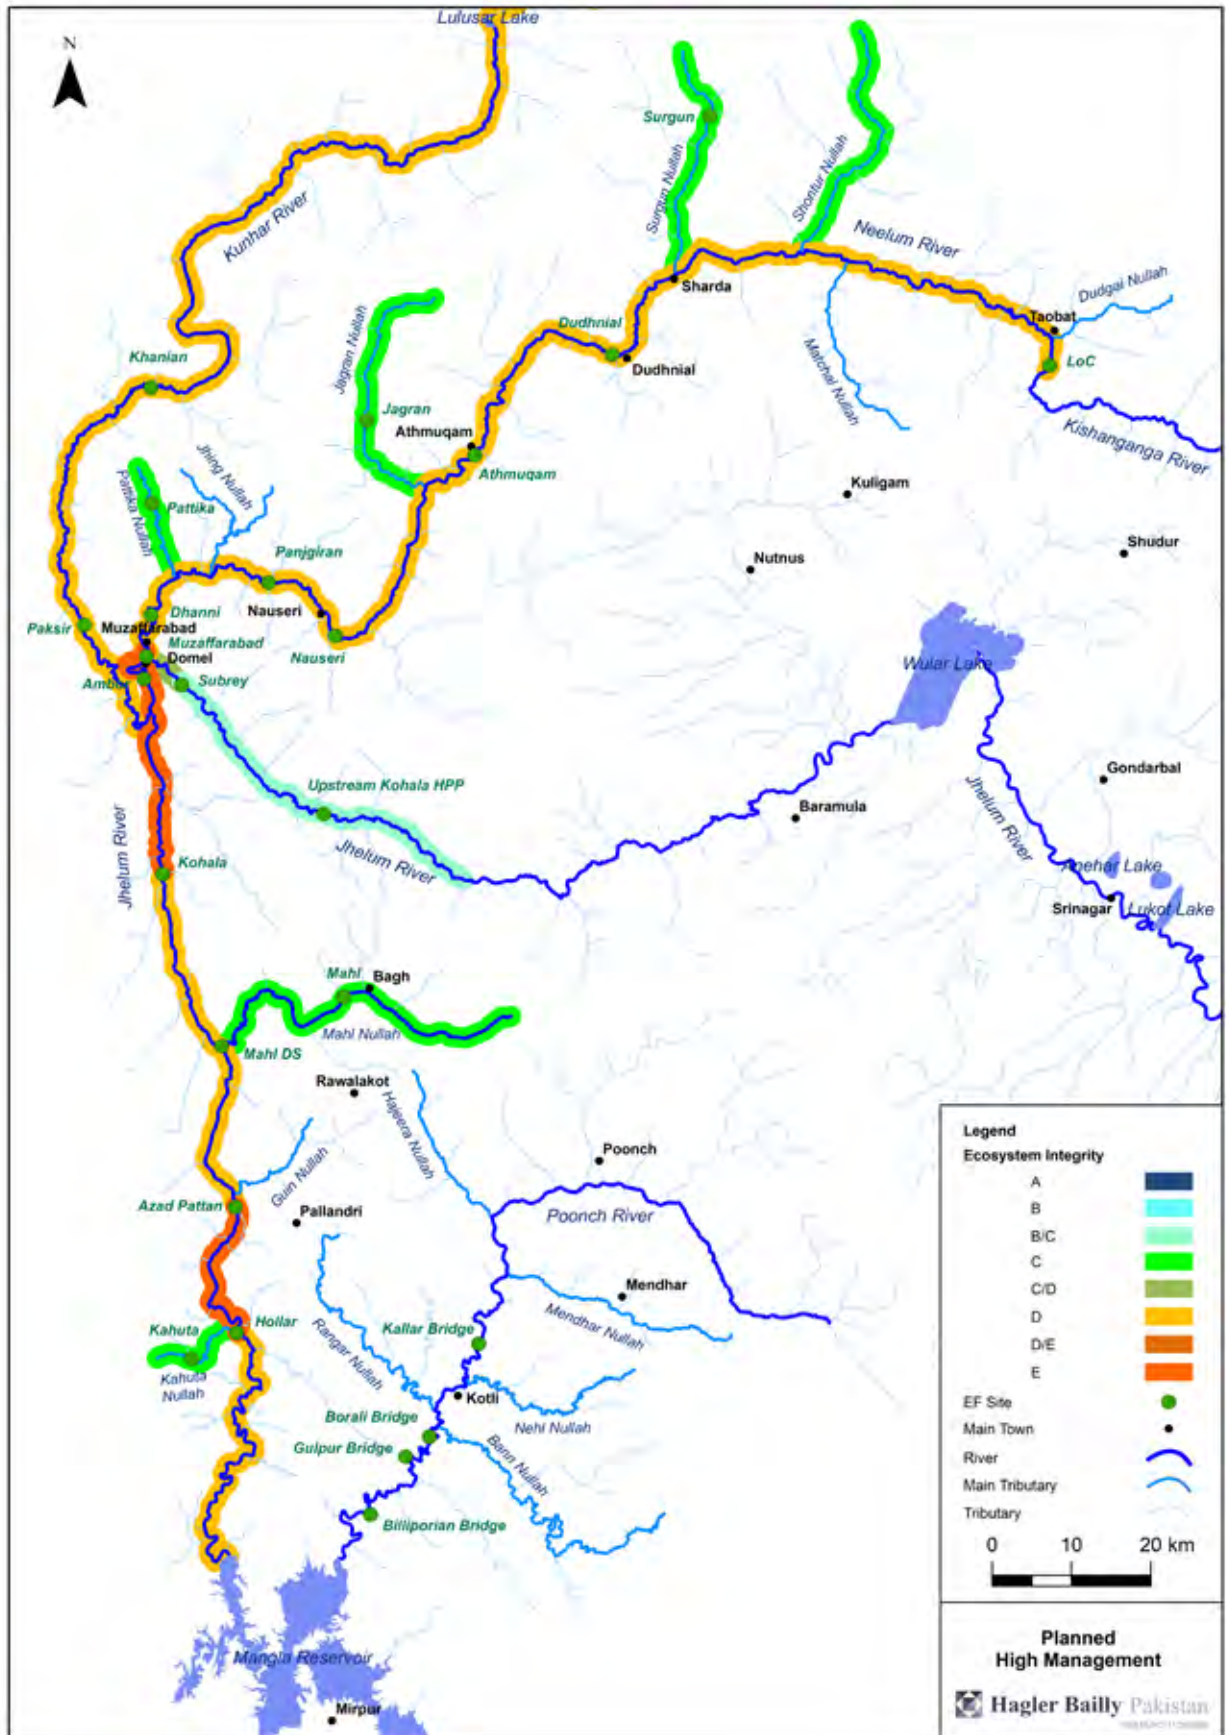 Lulusar Lake
N
Surgun
Surgun Nullah
Shontur Nullah
Kunhar River
Neelum River
Sharda
Dudgai Nullah
Taobat
Jagran Nullah
Dudhnial
Khanian
LoC
Dudhnial
Matchal Nullah
Jagran
Athmuqam
Kishanganga River
Jhing Nullah
Athmuqam
Pattika Nullah
Kuligam
Pattika
Shudur
Panjgiran
Nutnus
Dhanni
Nauseri
Paksir
Muzaffarabad
Muzaffarabad
Nauseri
Domel
Wular Lake
Ambor
Subrey
Gondarbal
Upstream Kohala HPP
Jhelum River
Baramula
Jhelum River
Jhelum River
Kohala
Anehar Lake
Srinagar
Lukot Lake
Mahl
Bagh
Mahl Nullah
Mahl DS
Rawalakot
Hajeera Nullah
Poonch
Guin Nullah
Azad Pattan
Pallandri
Poonch River
Mendhar
Hollar
Mendhar Nullah
Kahuta
Kallar Bridge
Rangar Nullah
Kahuta
Nullah
Kotli
Borali Bridge
Nehl Nullah
Gulpur Bridge
Bann Nullah
Billiporian Bridge
Mangla Reservoir
Mirpur
Legend
Ecosystem Integrity
A
B
B/C
C
C/D
D
D/E
E
EF Site
Main Town
River
Main Tributary
Tributary
0 10 20 km
Planned
High Management
Hagler Bailly Pakistan